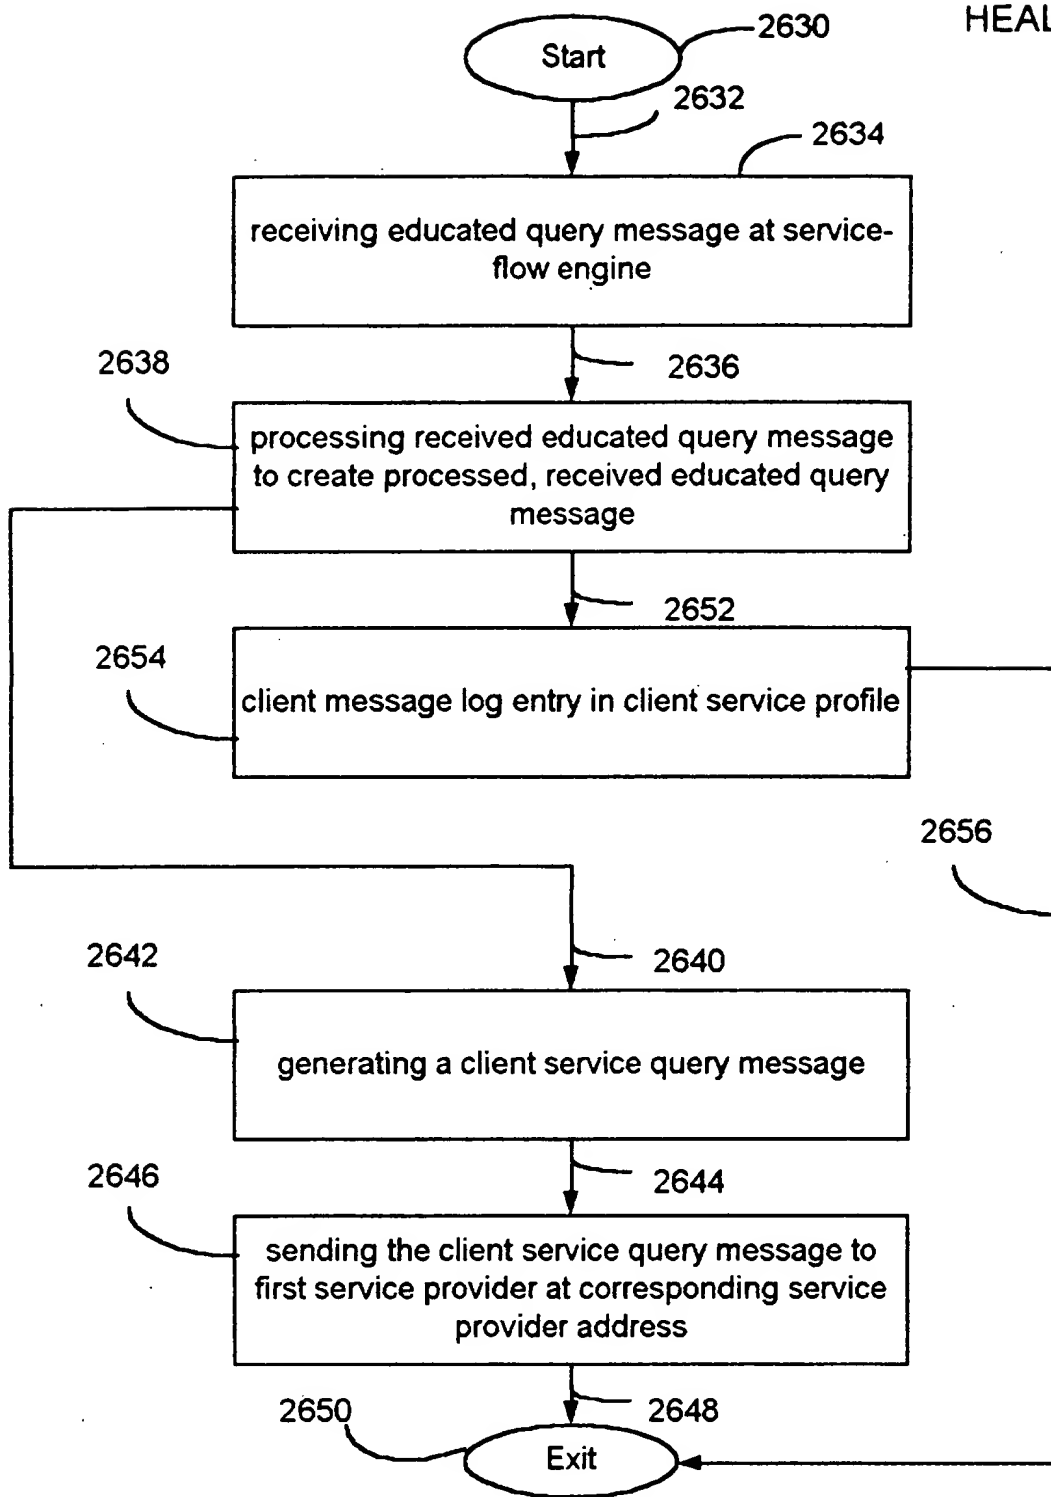 HEAL
Start
2630
2632
2634
receiving educated query message at service-
flow engine
2636
2638
processing received educated query message
to create processed, received educated query
message
2652
2654
client message log entry in client service profile
2656
2640
2642
generating a client service query message
2644
2646
sending the client service query message to
first service provider at corresponding service
provider address
2648
2650
Exit